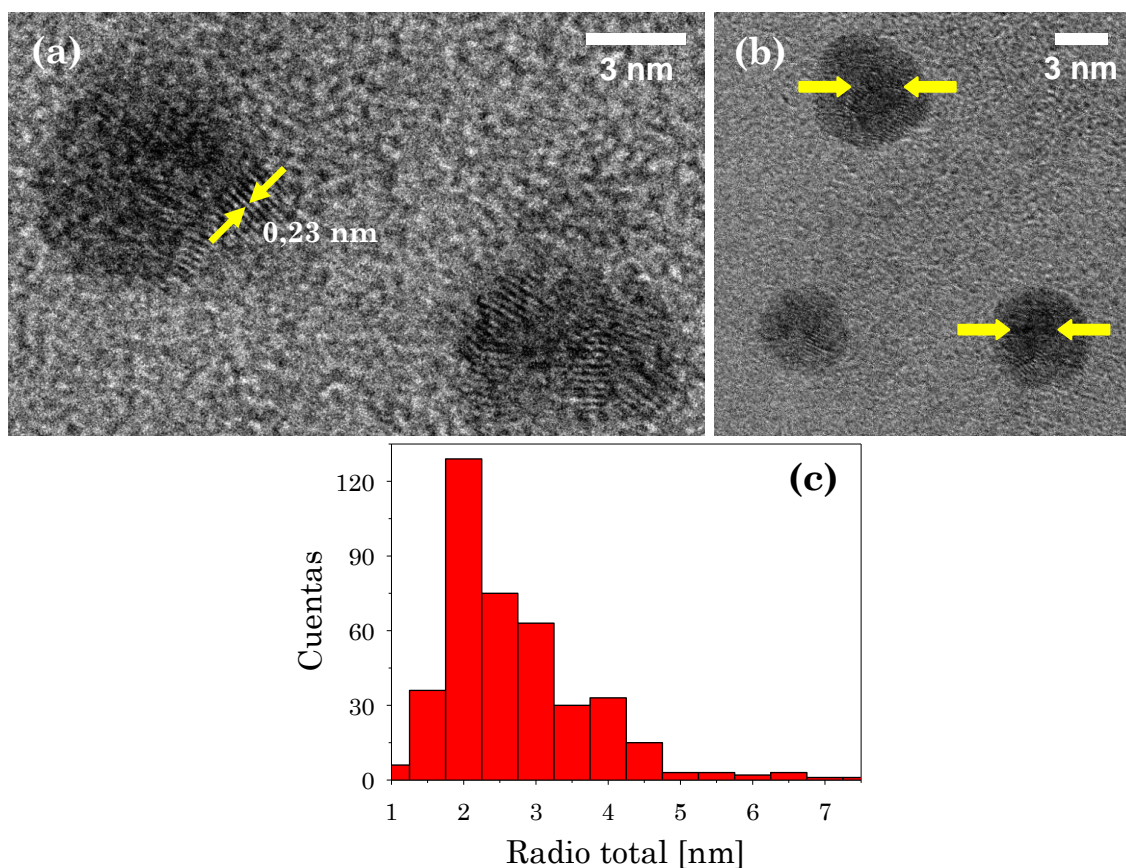 (a)
3 nm
0,23 nm
(b)
3 nm
(c)
120
90
60
30
0
Cuentas
1 2 3 4 5 6 7
Radio total [nm]